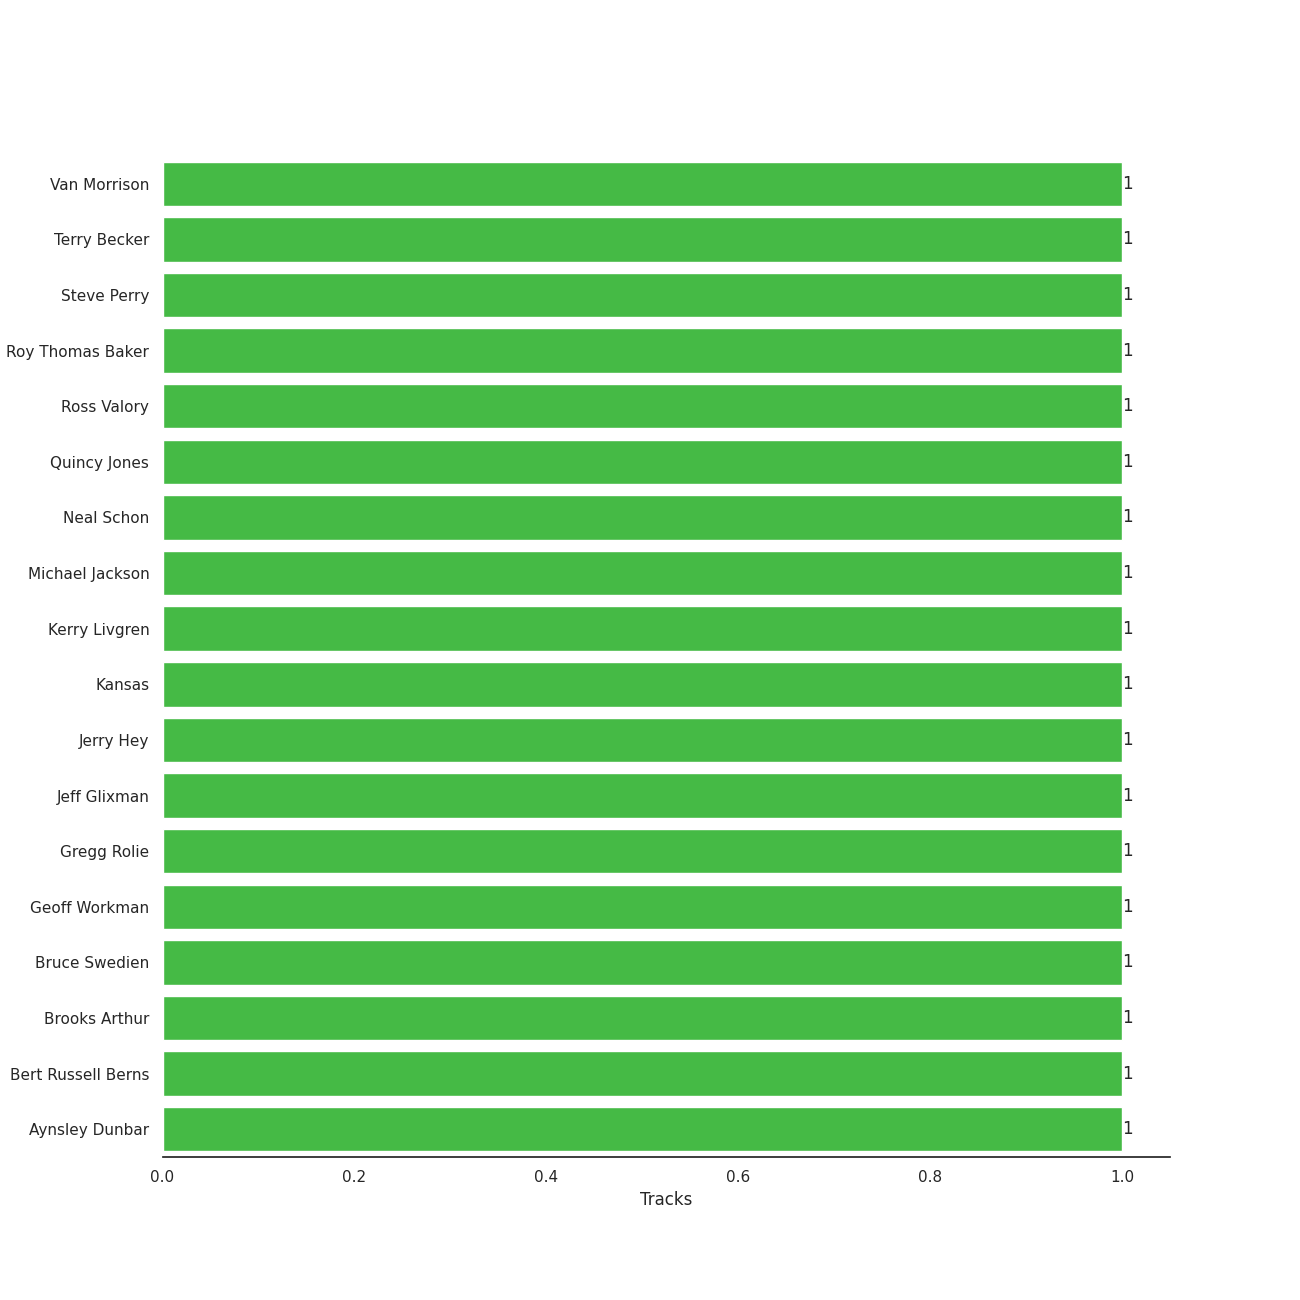 Van Morrison 1
Terry Becker 1
Steve Perry 1
Roy Thomas Baker 1
Ross Valory 1
Quincy Jones 1
Neal Schon 1
Michael Jackson 1
Kerry Livgren 1
Kansas 1
Jerry Hey 1
Jeff Glixman 1
Gregg Rolie 1
Geoff Workman 1
Bruce Swedien 1
Brooks Arthur 1
Bert Russell Berns 1
Aynsley Dunbar 1
0.0 0.2 0.4 0.6 0.8 1.0
Tracks